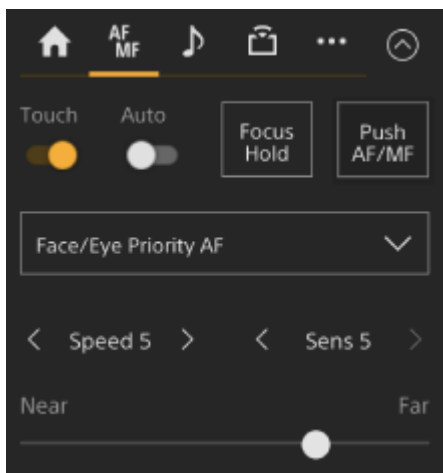 AF
MF
Touch Auto
Focus
Hold
Push
AF/MF
Face/Eye Priority AF
Speed 5
Sens 5
Near Far